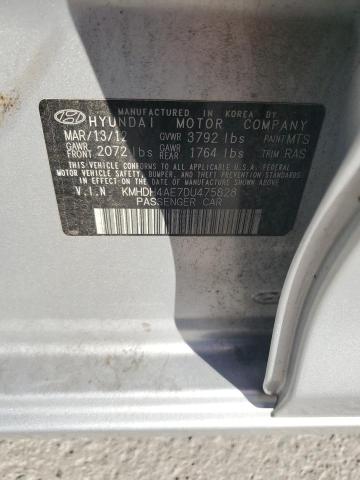 MANUFACTURED IN KOREA BY
HYUNDAI MOTOR COMPANY
MAR/13/12 GVWR 3792 lbs PAINT MTS
GAWR FRONT 2072 lbs GAWR REAR 1764 lbs TRIM RAS
THIS VEHICLE CONFORMS TO ALL APPLICABLE U.S. FEDERAL
MOTOR VEHICLE SAFETY, BUMPER, AND THEFT PREVENTION
STANDARDS IN EFFECT ON THE DATE OF MANUFACTURE SHOWN ABOVE.
V.I.N. KMHDH4AE7DU475828
PASSENGER CAR